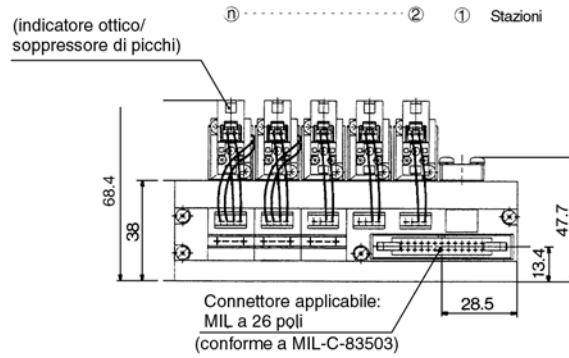 ⓝ - - - - - - - - - - - - ② ① Stazioni
(indicatore ottico/
soppressore di picchi)
68.4
38
47.7
13.4
28.5
Connettore applicabile:
MIL a 26 poli
(conforme a MIL-C-83503)